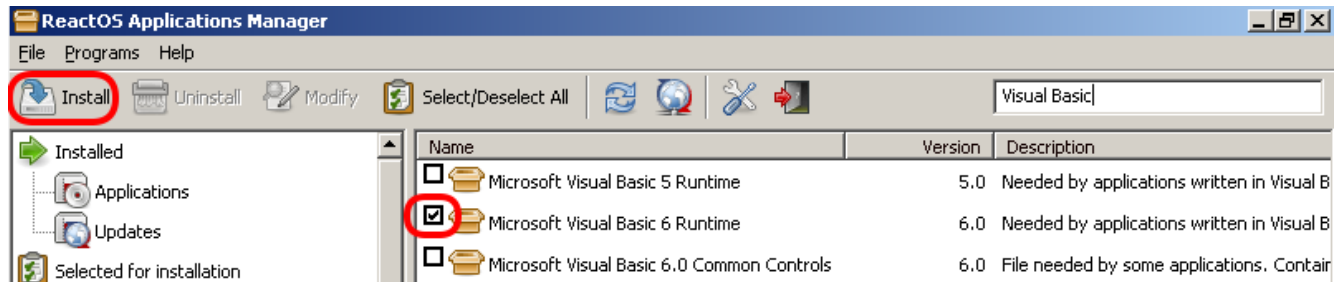 ReactOS Applications Manager
File Programs Help
Install Uninstall Modify Select/Deselect All Visual Basic
Installed
Applications
Updates
Selected for installation
Name Version Description
Microsoft Visual Basic 5 Runtime 5.0 Needed by applications written in Visual B
Microsoft Visual Basic 6 Runtime 6.0 Needed by applications written in Visual B
Microsoft Visual Basic 6.0 Common Controls 6.0 File needed by some applications. Contain